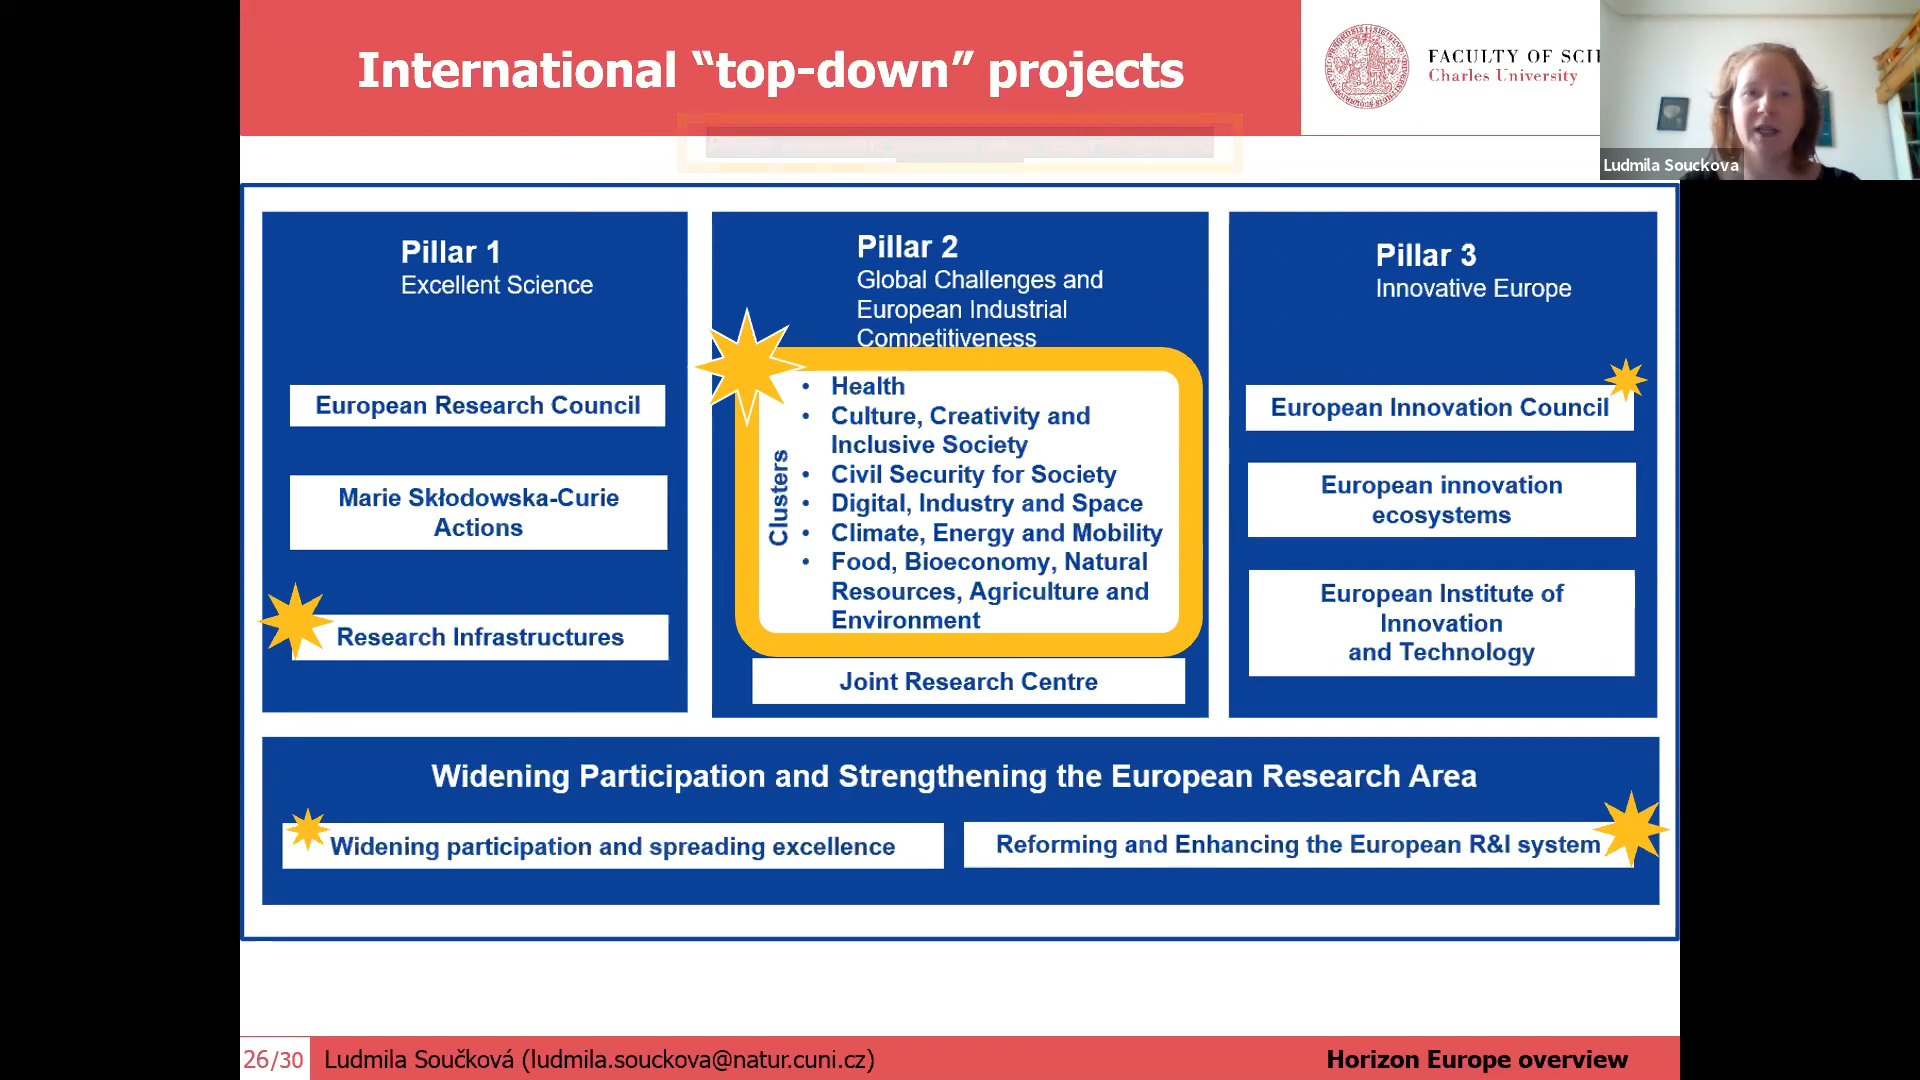 International “top-down” projects
FACULTY OF SCI
Charles University
Ludmila Souckova
Pillar 1
Excellent Science
European Research Council
Marie Skłodowska-Curie
Actions
Research Infrastructures
Pillar 2
Global Challenges and
European Industrial
Competitiveness
Clusters
• Health
• Culture, Creativity and
Inclusive Society
• Civil Security for Society
• Digital, Industry and Space
• Climate, Energy and Mobility
• Food, Bioeconomy, Natural
Resources, Agriculture and
Environment
Joint Research Centre
Pillar 3
Innovative Europe
European Innovation Council
European innovation
ecosystems
European Institute of
Innovation
and Technology
Widening Participation and Strengthening the European Research Area
Widening participation and spreading excellence
Reforming and Enhancing the European R&I system
26/30
Ludmila Součková (ludmila.souckova@natur.cuni.cz)
Horizon Europe overview